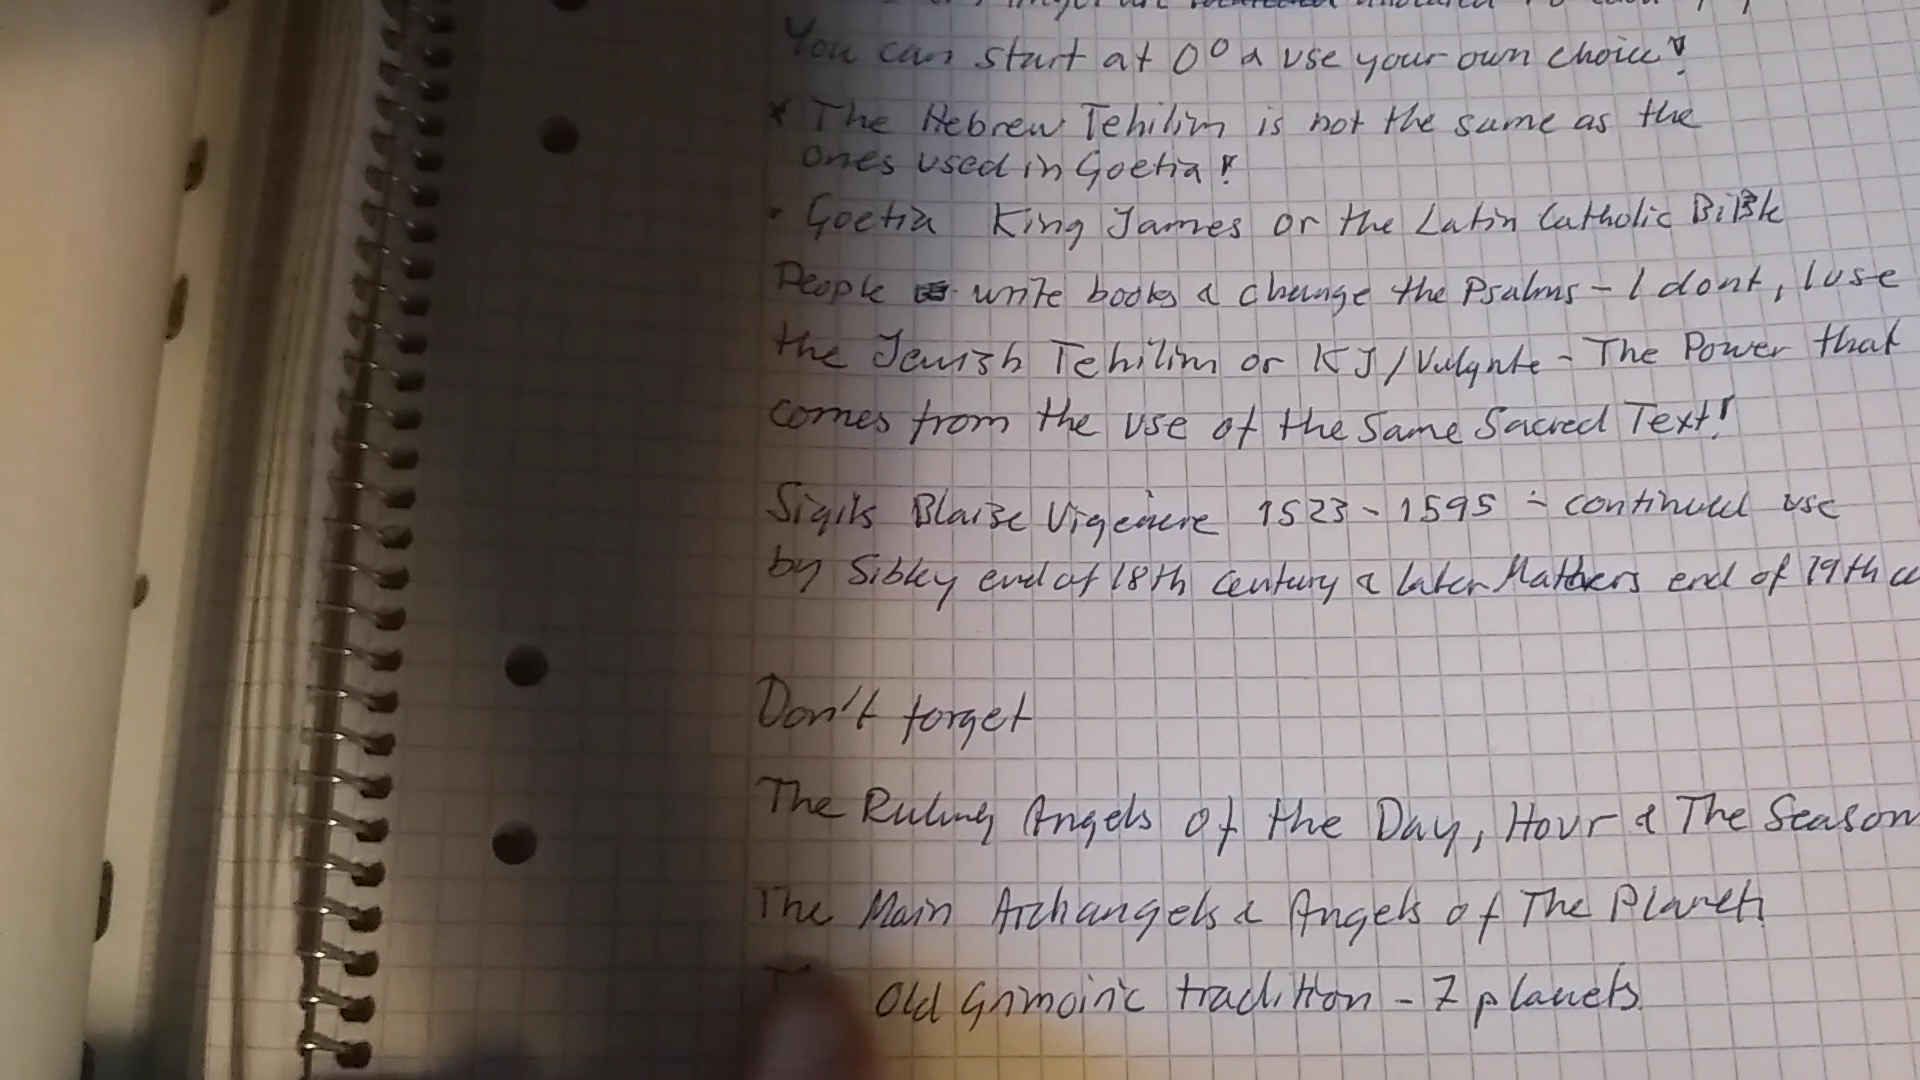 You can start at 0° & use your own choice!
* The Hebrew Tehilim is not the same as the
ones used in Goetia!
• Goetia King James or the Latin Catholic Bible
People write books & change the Psalms - I dont, I use
the Jewish Tehilim or KJ/Vulgate - The Power that
comes from the use of the Same Sacred Text!
Sigils Blaise Vigenere 1523-1595 - continued use
by Sibley end of 18th century & later Mathers end of 19th ce
Don't forget
The Ruling Angels of the Day, Hour & The Season
The Main Archangels & Angels of The Planets
Old Grimoiric tradition - 7 planets